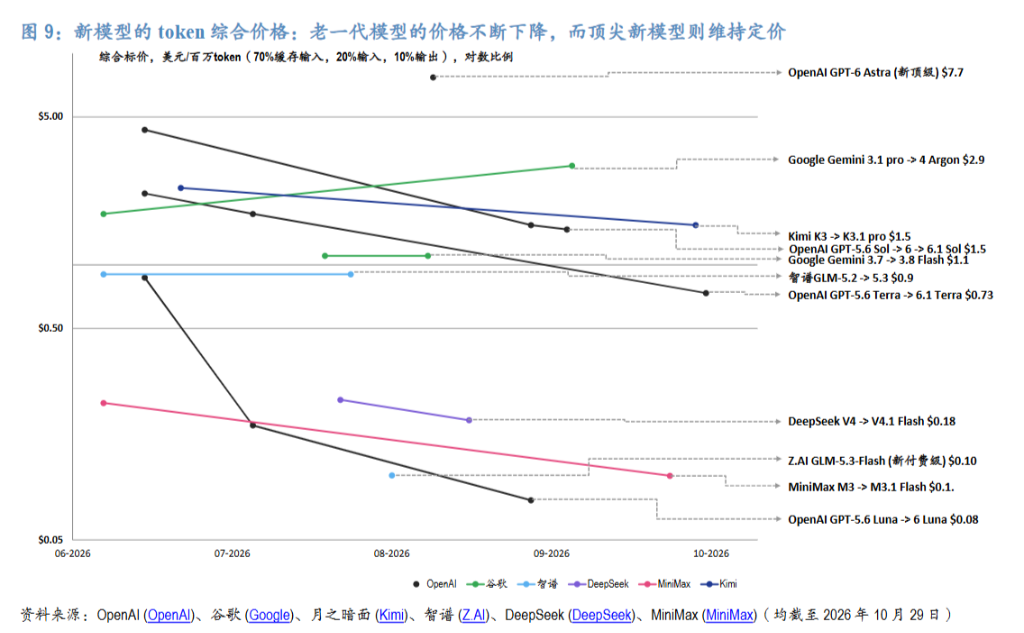 图 9：新模型的 token 综合价格：老一代模型的价格不断下降，而顶尖新模型则维持定价
综合标价，美元/百万token（70%缓存输入，20%输入，10%输出），对数比例
OpenAI GPT-6 Astra (新顶级) $7.7
$5.00
Google Gemini 3.1 pro -> 4 Argon $2.9
Kimi K3 -> K3.1 pro $1.5
OpenAI GPT-5.6 Sol -> 6 -> 6.1 Sol $1.5
Google Gemini 3.7 -> 3.8 Flash $1.1
智谱GLM-5.2 -> 5.3 $0.9
OpenAI GPT-5.6 Terra -> 6.1 Terra $0.73
$0.50
DeepSeek V4 -> V4.1 Flash $0.18
Z.AI GLM-5.3-Flash (新付费级) $0.10
MiniMax M3 -> M3.1 Flash $0.1.
OpenAI GPT-5.6 Luna -> 6 Luna $0.08
$0.05
06-2026 07-2026 08-2026 09-2026 10-2026
OpenAI 谷歌 智谱 DeepSeek MiniMax Kimi
资料来源：OpenAI (OpenAI)、谷歌 (Google)、月之暗面 (Kimi)、智谱 (Z.AI)、DeepSeek (DeepSeek)、MiniMax (MiniMax)（均截至 2026 年 10 月 29 日）